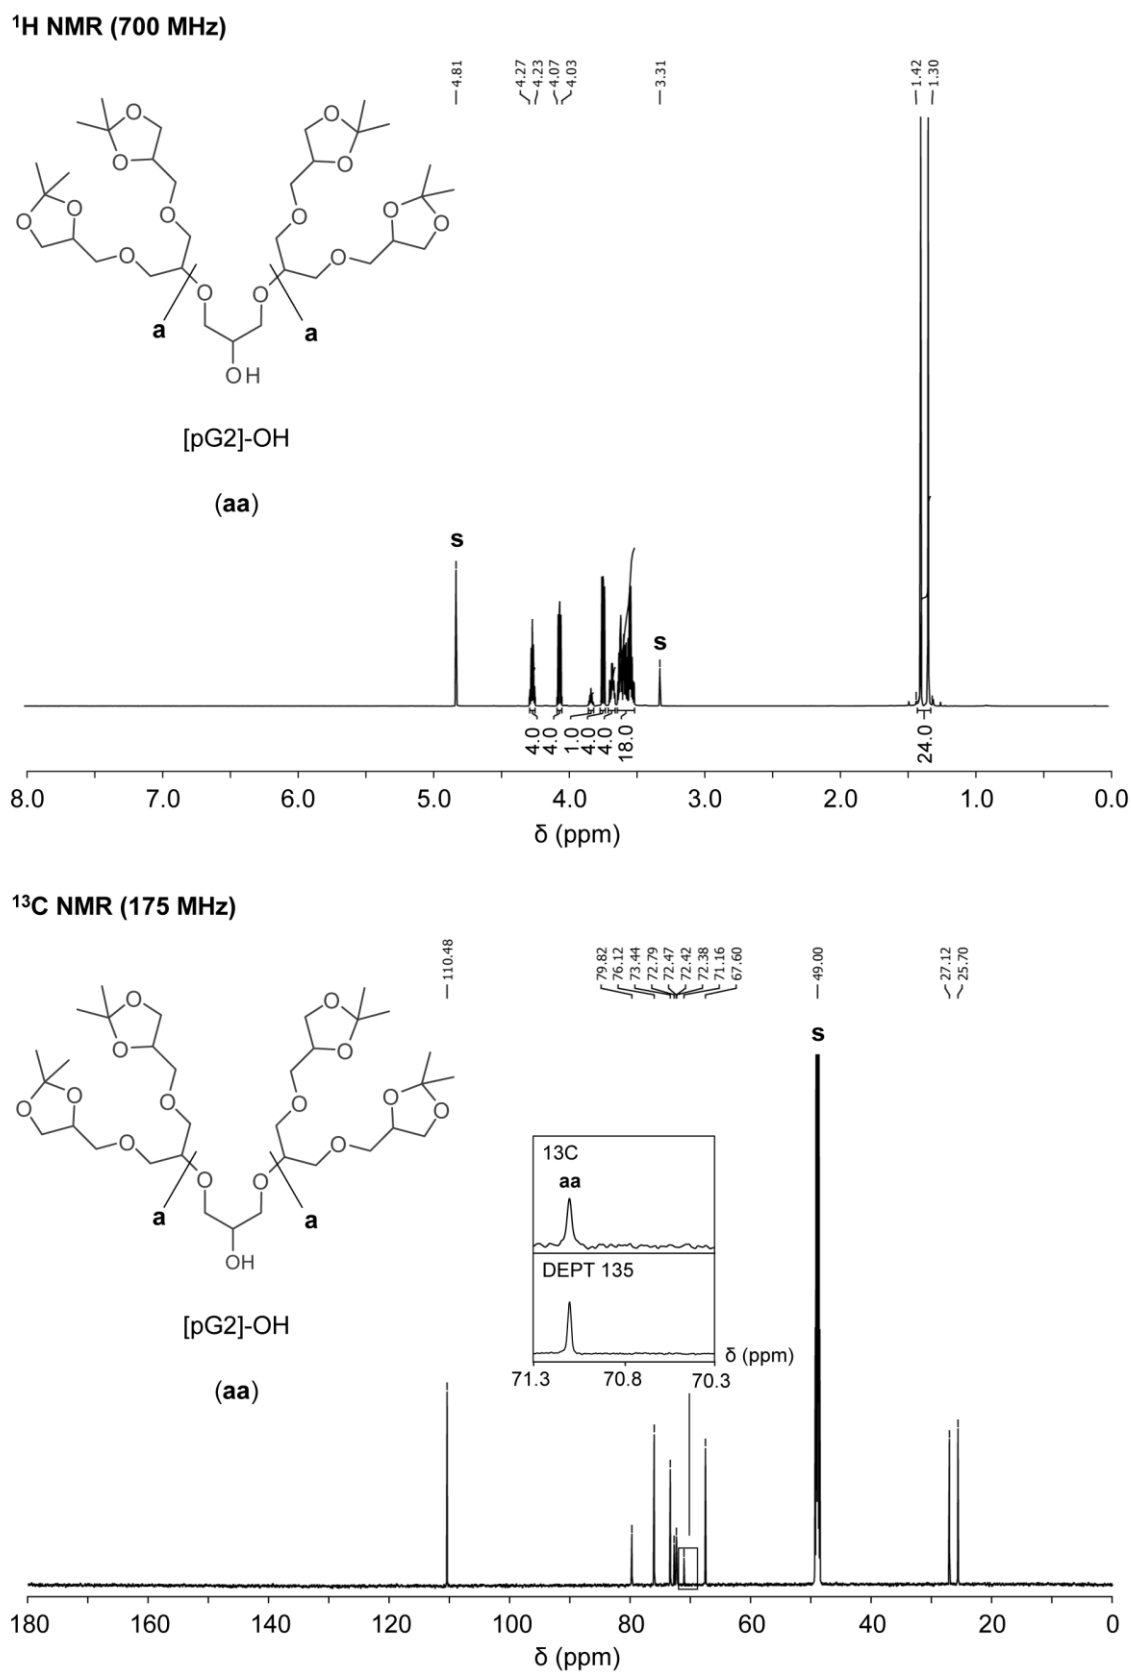 ¹H NMR (700 MHz)
4.81
4.27
4.23
4.07
4.03
3.31
1.42
1.30
O
O
O
O
O
O
O
O
O
O
O
O
O
O
a
a
OH
[pG2]-OH
(aa)
s
s
4.0
4.0
1.0
4.0
4.0
18.0
24.0
8.0 7.0 6.0 5.0 4.0 3.0 2.0 1.0 0.0
δ (ppm)
¹³C NMR (175 MHz)
110.48
79.82
76.12
73.44
72.79
72.47
72.42
72.38
71.16
67.60
49.00
27.12
25.70
O
O
O
O
O
O
O
O
O
O
O
O
O
O
a
a
OH
[pG2]-OH
(aa)
s
13C
aa
DEPT 135
δ (ppm)
71.3 70.8 70.3
180 160 140 120 100 80 60 40 20 0
δ (ppm)